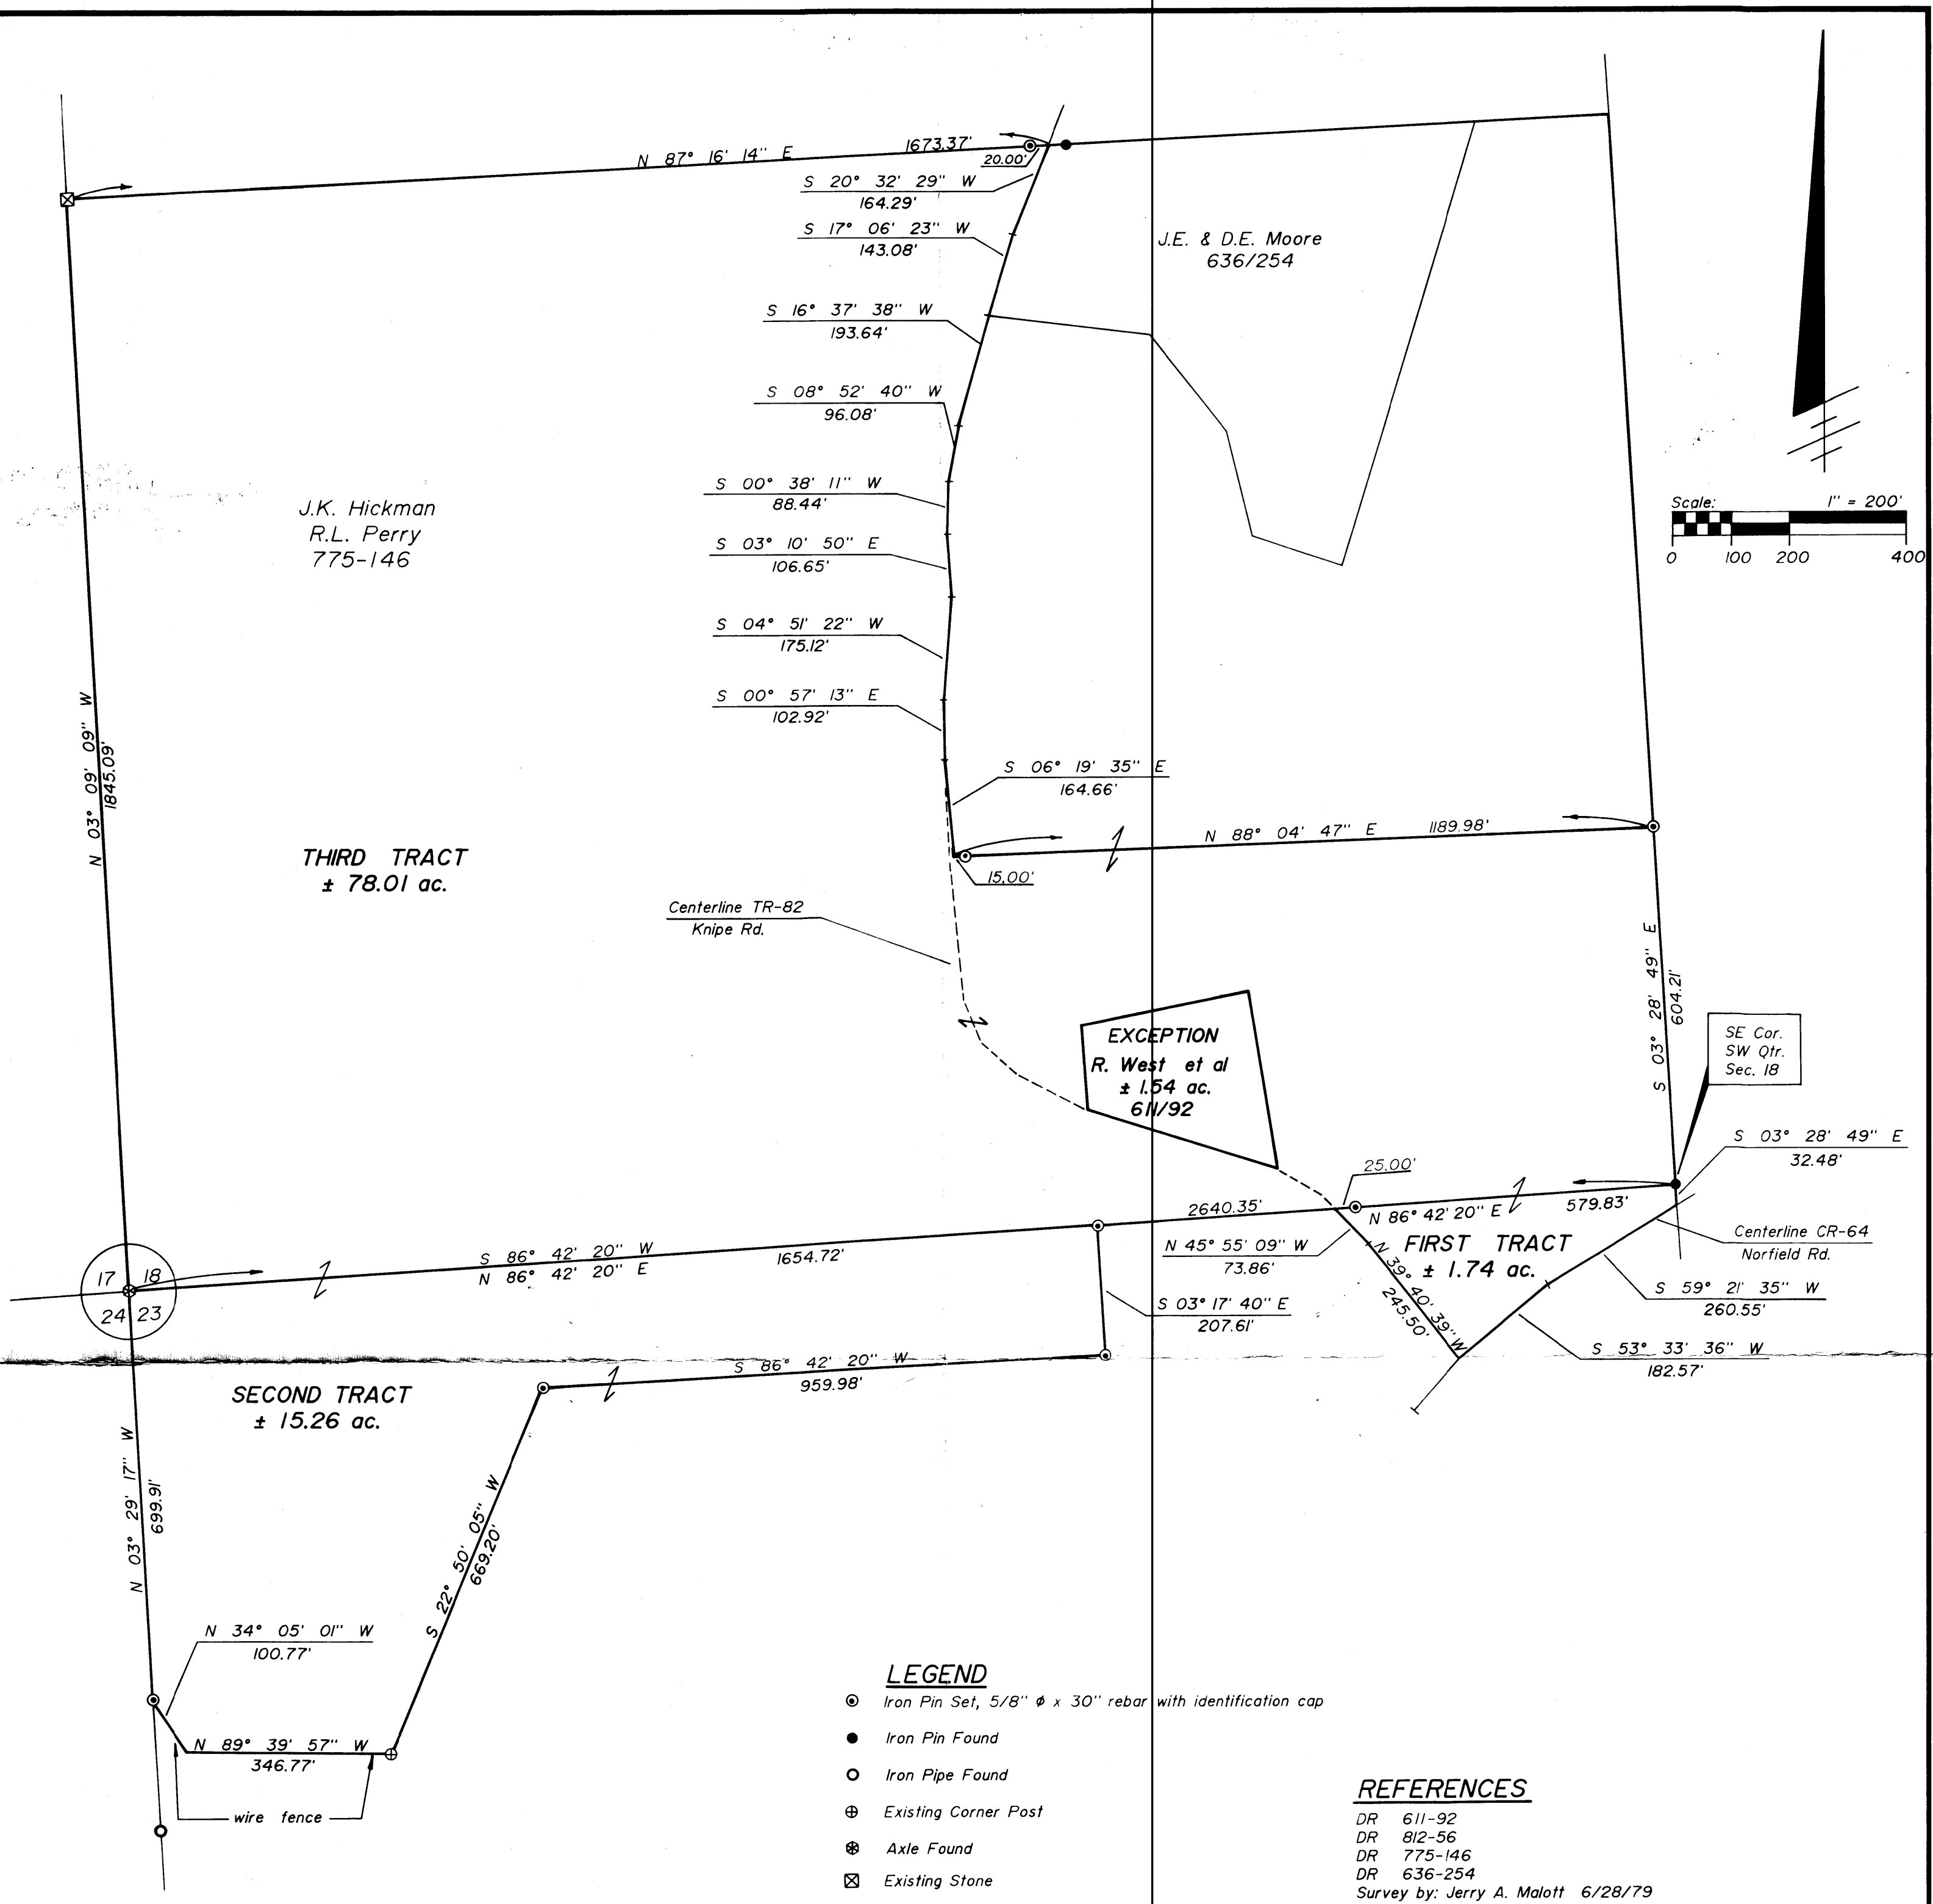 N 87° 16' 14" E
1673.37'
20.00'
S 20° 32' 29" W
164.29'
S 17° 06' 23" W
143.08'
J.E. & D.E. Moore
636/254
S 16° 37' 38" W
193.64'
S 08° 52' 40" W
96.08'
S 00° 38' 11" W
88.44'
Scale: 1" = 200'
0 100 200 400
J.K. Hickman
R.L. Perry
775-146
S 03° 10' 50" E
106.65'
S 04° 51' 22" W
175.12'
S 00° 57' 13" E
102.92'
N 03° 09' 09" W
1845.09'
S 06° 19' 35" E
164.66'
N 88° 04' 47" E 1189.98'
15.00'
THIRD TRACT
± 78.01 ac.
Centerline TR-82
Knipe Rd.
S 03° 28' 49" E
604.21'
EXCEPTION
R. West et al
± 1.54 ac.
611/92
SE Cor.
SW Qtr.
Sec. 18
S 03° 28' 49" E
32.48'
25.00'
2640.35'
N 86° 42' 20" E
579.83'
Centerline CR-64
Norfield Rd.
N 45° 55' 09" W
73.86'
FIRST TRACT
± 1.74 ac.
N 39° 40' 39" W
245.50'
S 59° 21' 35" W
260.55'
S 53° 33' 36" W
182.57'
17 18
24 23
S 86° 42' 20" W
N 86° 42' 20" E
1654.72'
S 03° 17' 40" E
207.61'
S 86° 42' 20" W
959.98'
SECOND TRACT
± 15.26 ac.
N 03° 29' 17" W
699.91'
S 22° 50' 05" W
669.20'
N 34° 05' 01" W
100.77'
N 89° 39' 57" W
346.77'
wire fence
LEGEND
Iron Pin Set, 5/8" φ x 30" rebar with identification cap
Iron Pin Found
Iron Pipe Found
Existing Corner Post
Axle Found
Existing Stone
REFERENCES
DR 611-92
DR 812-56
DR 775-146
DR 636-254
Survey by: Jerry A. Malott 6/28/79